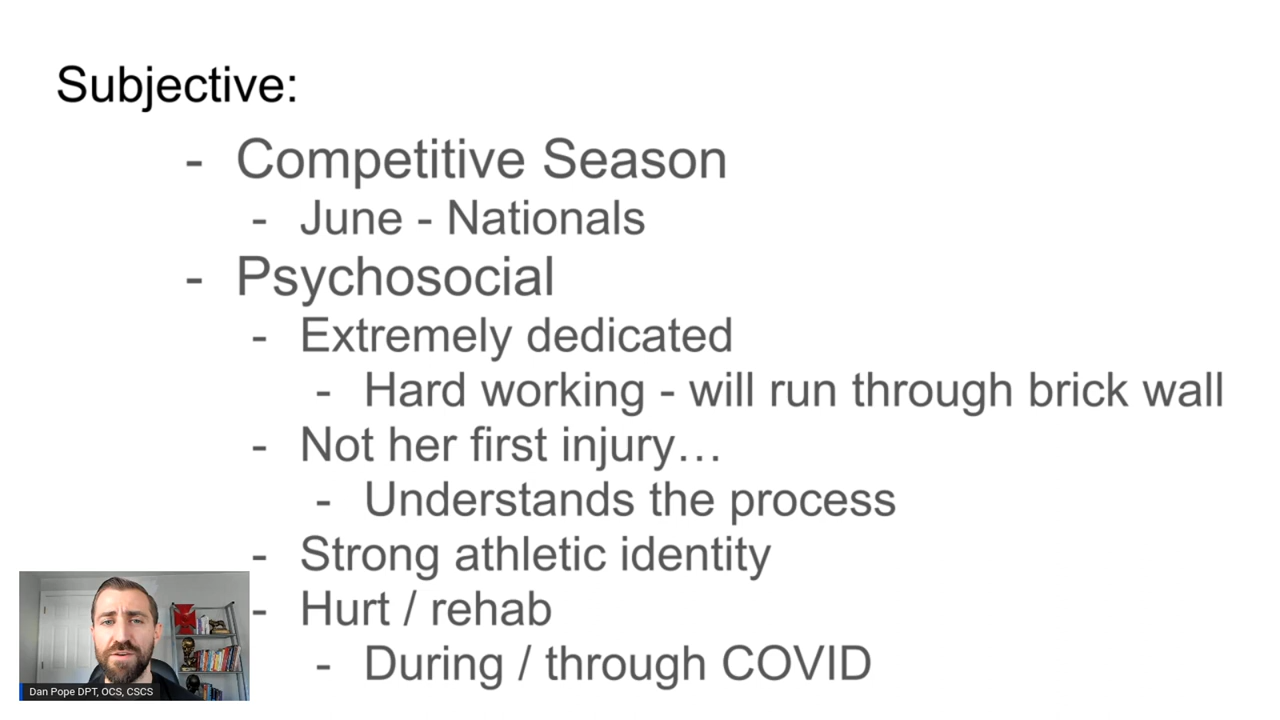 Subjective:
- Competitive Season
- June - Nationals
- Psychosocial
- Extremely dedicated
- Hard working - will run through brick wall
- Not her first injury…
- Understands the process
- Strong athletic identity
- Hurt / rehab
- During / through COVID
Dan Pope DPT, OCS, CSCS